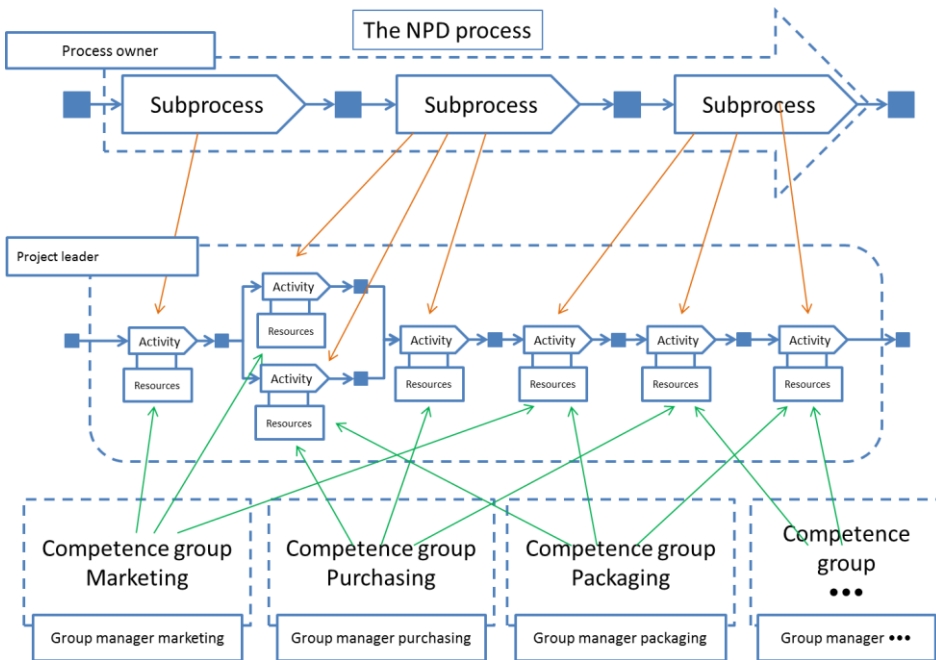 The NPD process
Process owner
Subprocess
Subprocess
Subprocess
Project leader
Activity
Resources
Activity
Resources
Activity
Resources
Activity
Resources
Activity
Resources
Activity
Resources
Activity
Resources
Competence group
Marketing
Group manager marketing
Competence group
Purchasing
Group manager purchasing
Competence group
Packaging
Group manager packaging
Competence
group
•••
Group manager •••